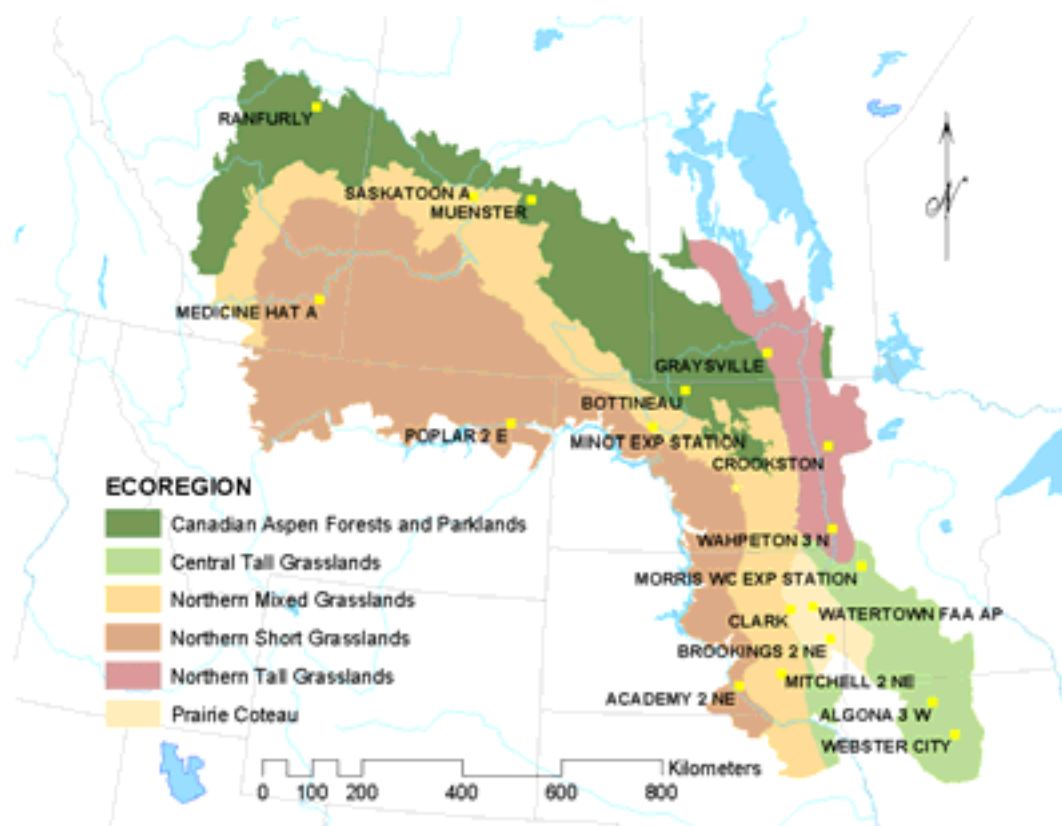 RANFURLY
SASKATOON A
MUENSTER
MEDICINE HAT A
GRAYSVILLE
BOTTINEAU
POPLAR 2 E
MINOT EXP STATION
CROOKSTON
ECOREGION
Canadian Aspen Forests and Parklands
WAHPETON 3 N
Central Tall Grasslands
MORRIS WC EXP STATION
Northern Mixed Grasslands
WATERTOWN FAA AP
CLARK
Northern Short Grasslands
BROOKINGS 2 NE
Northern Tall Grasslands
MITCHELL 2 NE
ACADEMY 2 NE
Prairie Coteau
ALGONA 3 W
WEBSTER CITY
Kilometers
0 100 200 400 600 800
N